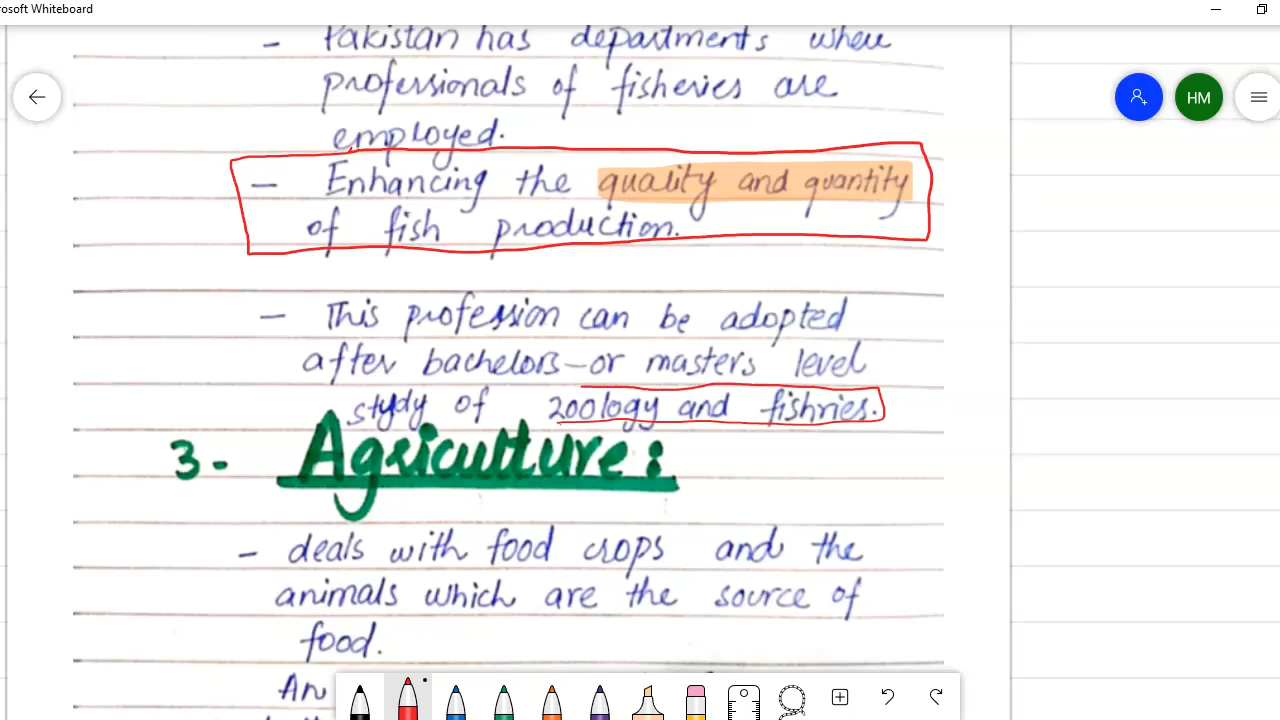 rosoft Whiteboard
- Pakistan has departments where
professionals of fisheries are
employed.
- Enhancing the quality and quantity
of fish production.
- This profession can be adopted
after bachelors-or masters level
study of zoology and fishries.
3- Agriculture:
- deals with food crops and the
animals which are the source of
food.
An
HM